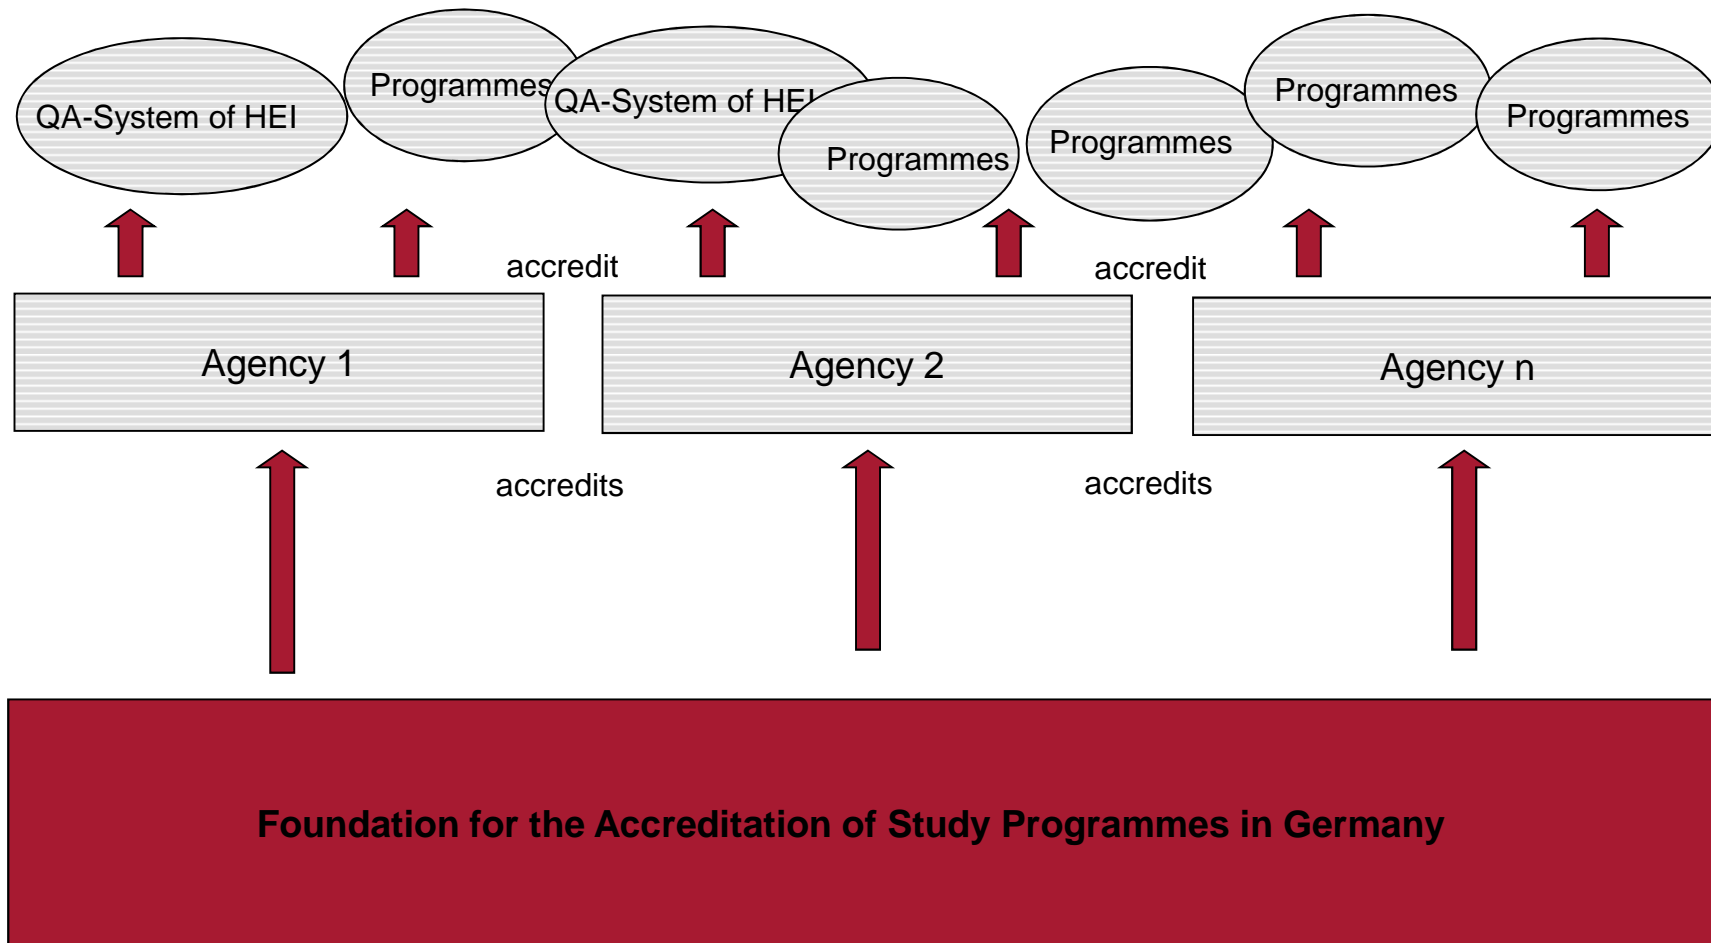 QA-System of HEI
Programmes
QA-System of HEI
Programmes
Programmes
Programmes
Programmes
accredit
accredit
Agency 1
Agency 2
Agency n
accredits
accredits
Foundation for the Accreditation of Study Programmes in Germany